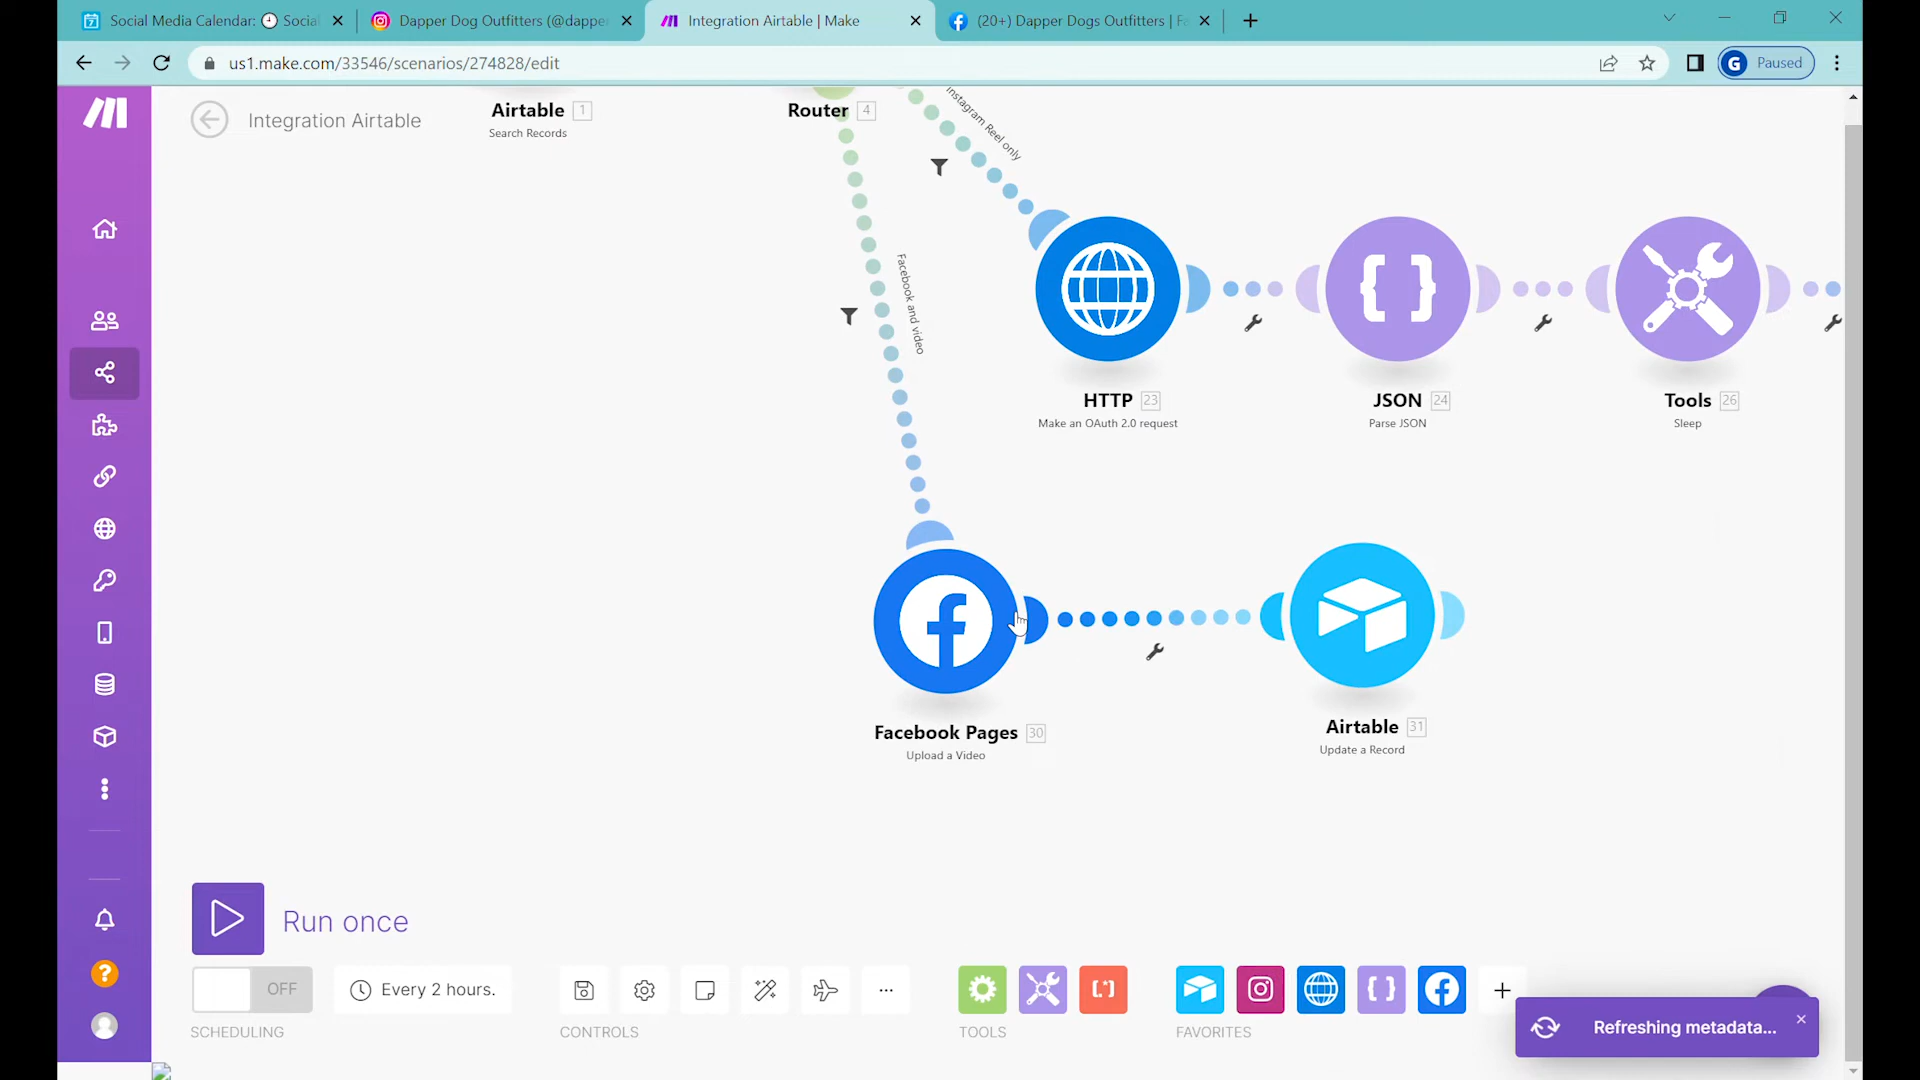 Social Media Calendar: Social
Dapper Dog Outfitters (@dappe
Integration Airtable | Make
(20+) Dapper Dogs Outfitters | Fa
us1.make.com/33546/scenarios/274828/edit
G Paused
Integration Airtable
Airtable 1
Search Records
Router 4
Instagram Reel only
Facebook and video
HTTP 23
Make an OAuth 2.0 request
JSON 24
Parse JSON
Tools 26
Sleep
Facebook Pages 30
Upload a Video
Airtable 31
Update a Record
Run once
OFF
Every 2 hours.
SCHEDULING
CONTROLS
TOOLS
FAVORITES
Refreshing metadata...